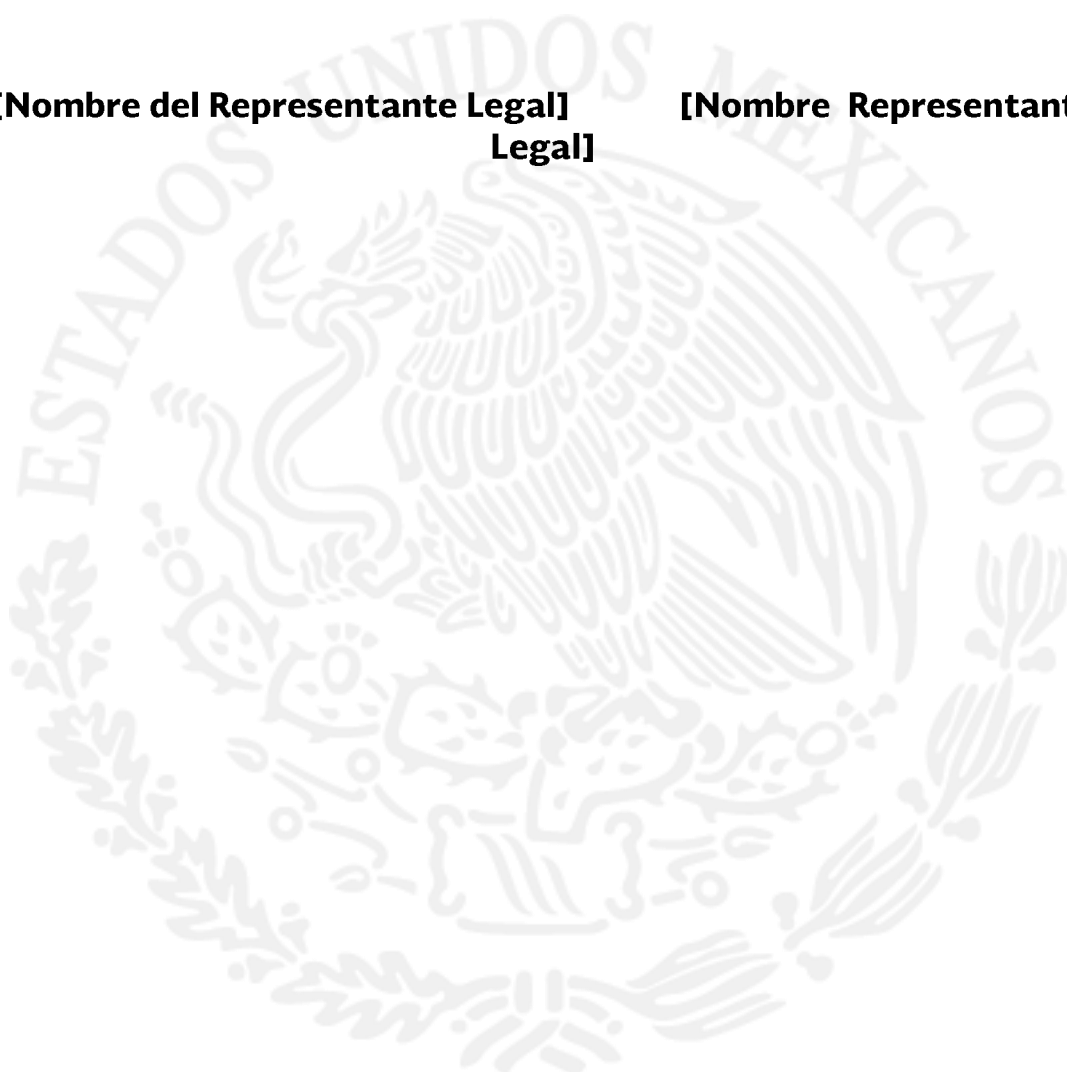 [Nombre del Representante Legal] [Nombre Representant
Legal]
ESTADOS UNIDOS MEXICANOS